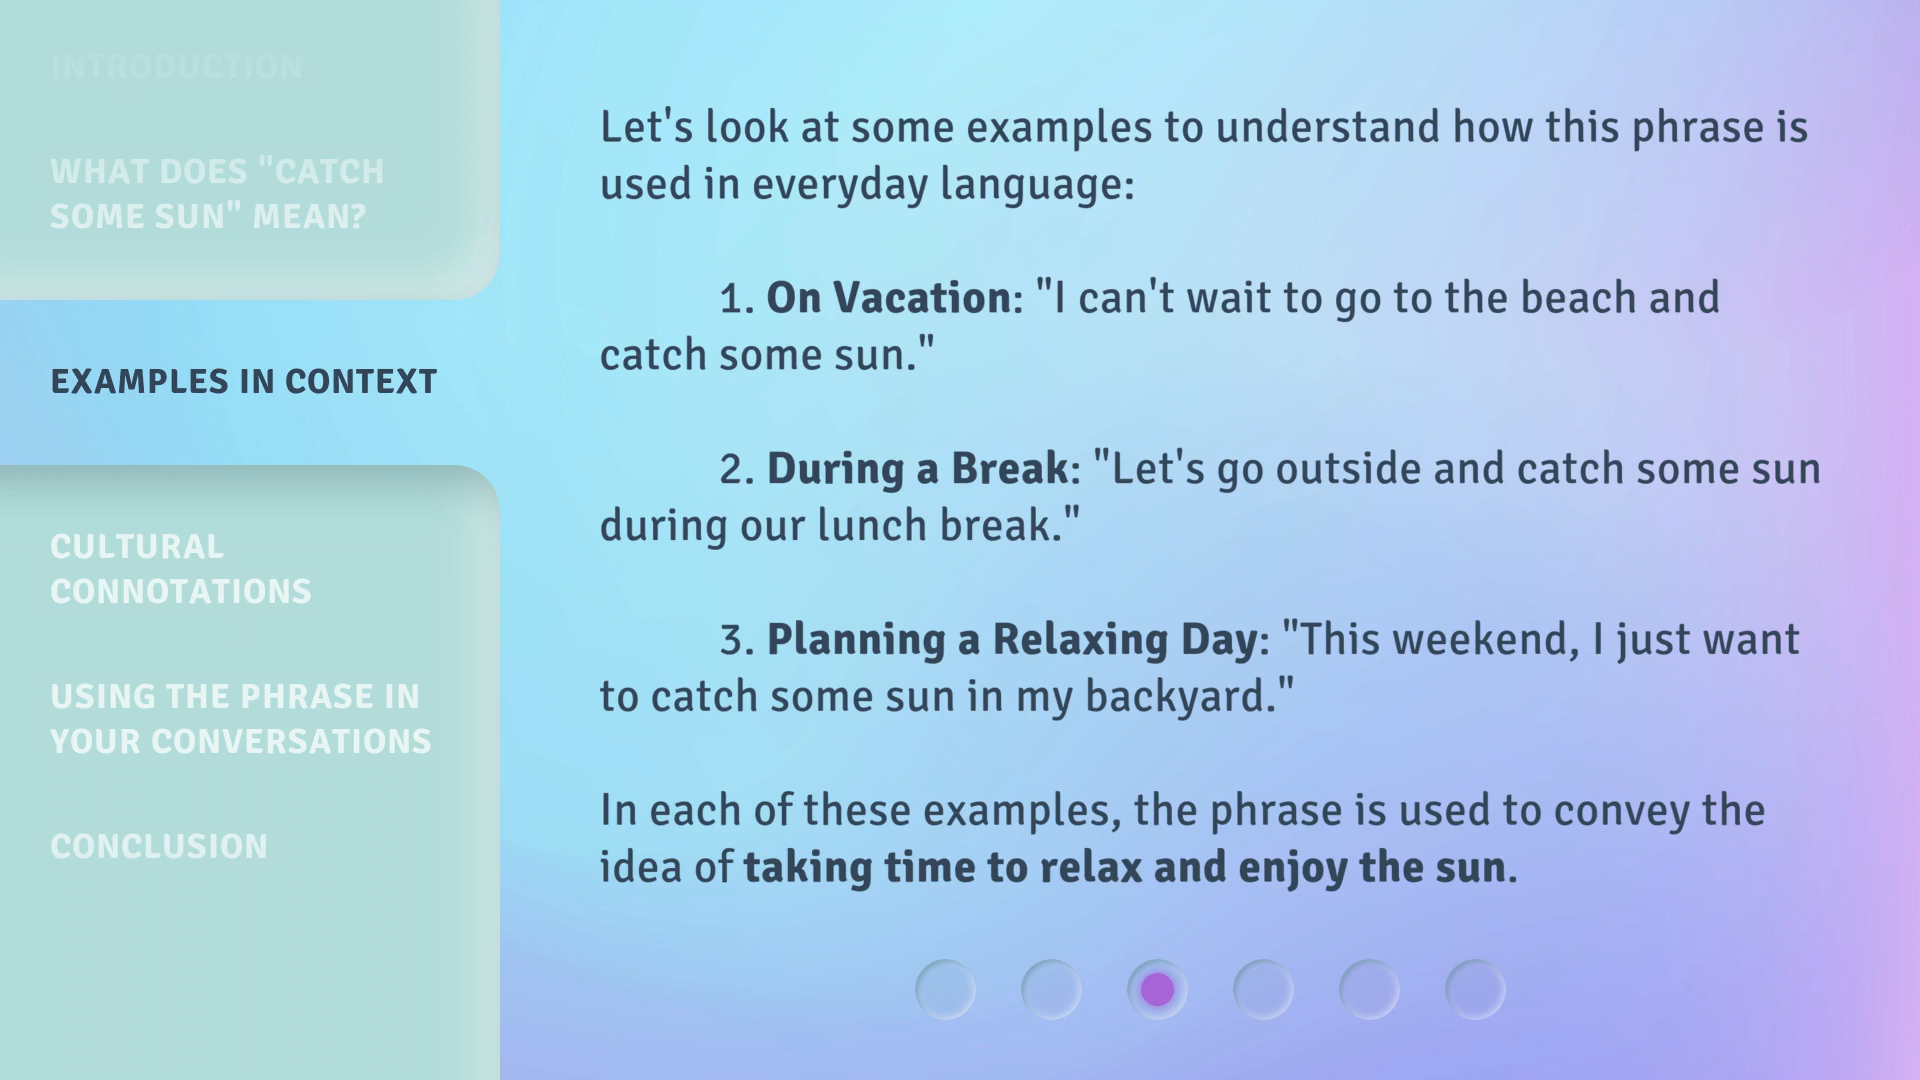 INTRODUCTION
WHAT DOES "CATCH
SOME SUN" MEAN?
EXAMPLES IN CONTEXT
CULTURAL
CONNOTATIONS
USING THE PHRASE IN
YOUR CONVERSATIONS
CONCLUSION
Let's look at some examples to understand how this phrase is
used in everyday language:
1. On Vacation: "I can't wait to go to the beach and
catch some sun."
2. During a Break: "Let's go outside and catch some sun
during our lunch break."
3. Planning a Relaxing Day: "This weekend, I just want
to catch some sun in my backyard."
In each of these examples, the phrase is used to convey the
idea of taking time to relax and enjoy the sun.